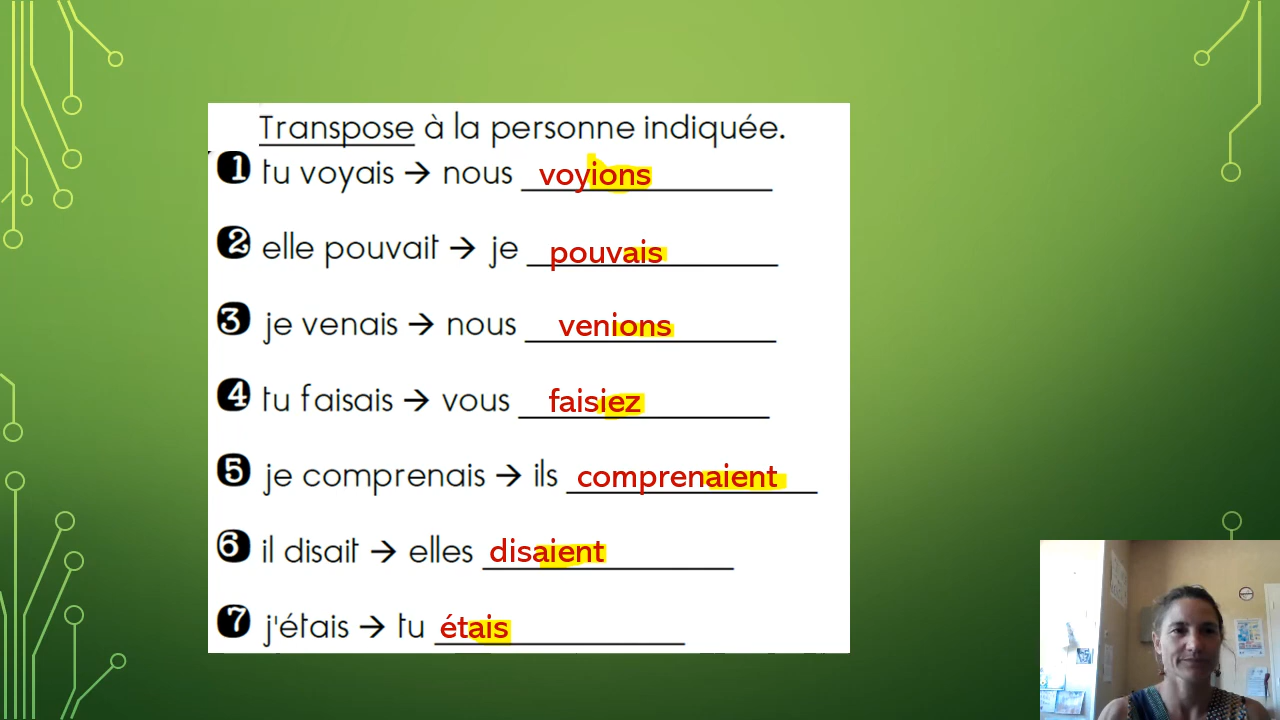 Transpose à la personne indiquée.
1 tu voyais → nous voyions
2 elle pouvait → je pouvais
3 je venais → nous venions
4 tu faisais → vous faisiez
5 je comprenais → ils comprenaient
6 il disait → elles disaient
7 j'étais → tu étais